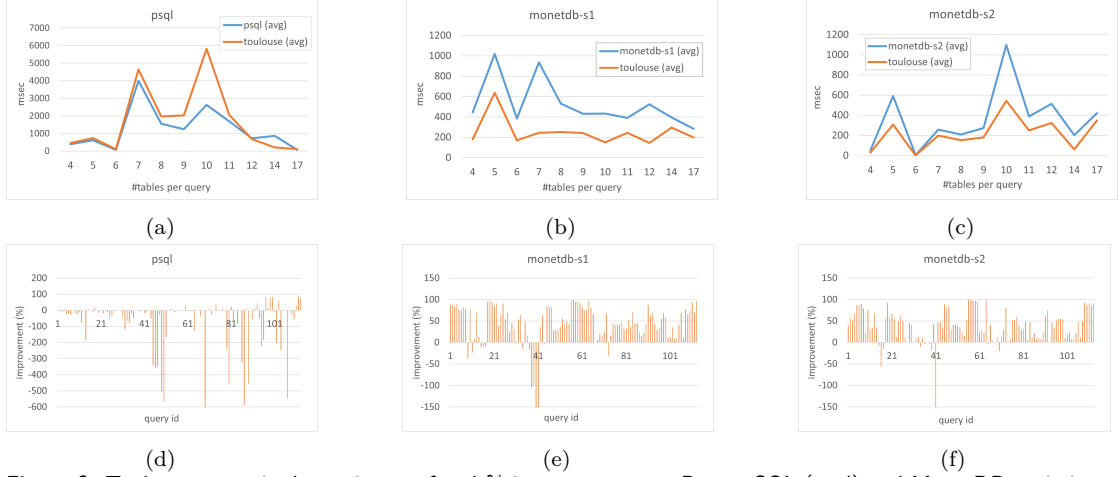 psql
7000
6000
5000
4000
3000
2000
1000
0
msec
psql (avg)
toulouse (avg)
4 5 6 7 8 9 10 11 12 14 17
#tables per query
(a)
monetdb-s1
1200
1000
800
600
400
200
0
msec
monetdb-s1 (avg)
toulouse (avg)
4 5 6 7 8 9 10 11 12 14 17
#tables per query
(b)
monetdb-s2
1200
1000
800
600
400
200
0
msec
monetdb-s2 (avg)
toulouse (avg)
4 5 6 7 8 9 10 11 12 14 17
#tables per query
(c)
psql
200
100
0
-100
-200
-300
-400
-500
-600
improvement (%)
1 21 41 61 81 101
query id
(d)
monetdb-s1
150
100
50
0
-50
-100
-150
improvement (%)
1 21 41 61 81 101
query id
(e)
monetdb-s2
150
100
50
0
-50
-100
-150
improvement (%)
1 21 41 61 81 101
query id
(f)